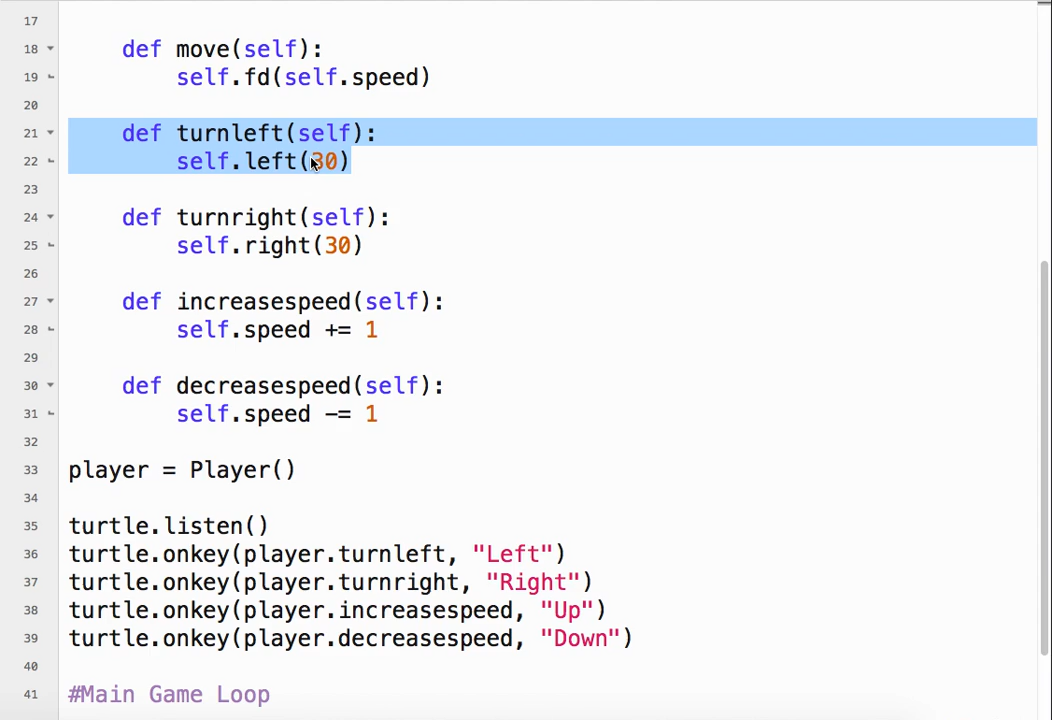 17
18 def move(self):
19 self.fd(self.speed)
20
21 def turnleft(self):
22 self.left(30)
23
24 def turnright(self):
25 self.right(30)
26
27 def increasespeed(self):
28 self.speed += 1
29
30 def decreasespeed(self):
31 self.speed -= 1
32
33 player = Player()
34
35 turtle.listen()
36 turtle.onkey(player.turnleft, "Left")
37 turtle.onkey(player.turnright, "Right")
38 turtle.onkey(player.increasespeed, "Up")
39 turtle.onkey(player.decreasespeed, "Down")
40
41 #Main Game Loop